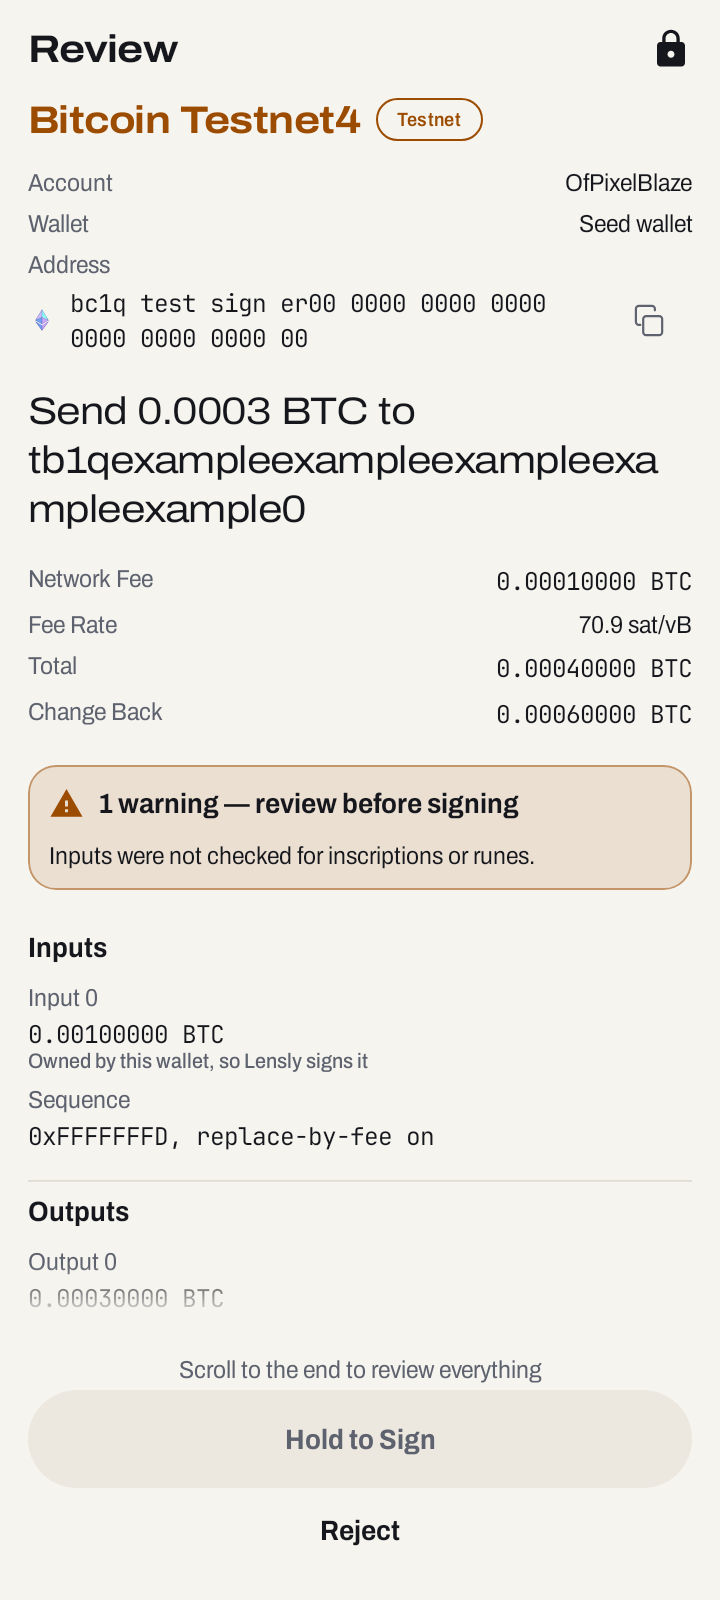 Review
Bitcoin Testnet4 Testnet
Account OfPixelBlaze
Wallet Seed wallet
Address
bc1q test sign er00 0000 0000 0000
0000 0000 0000 00
Send 0.0003 BTC to
tb1qexampleexampleexampleexa
mpleexample0
Network Fee 0.00010000 BTC
Fee Rate 70.9 sat/vB
Total 0.00040000 BTC
Change Back 0.00060000 BTC
1 warning — review before signing
Inputs were not checked for inscriptions or runes.
Inputs
Input 0
0.00100000 BTC
Owned by this wallet, so Lensly signs it
Sequence
0xFFFFFFFD, replace-by-fee on
Outputs
Output 0
0.00030000 BTC
Scroll to the end to review everything
Hold to Sign
Reject